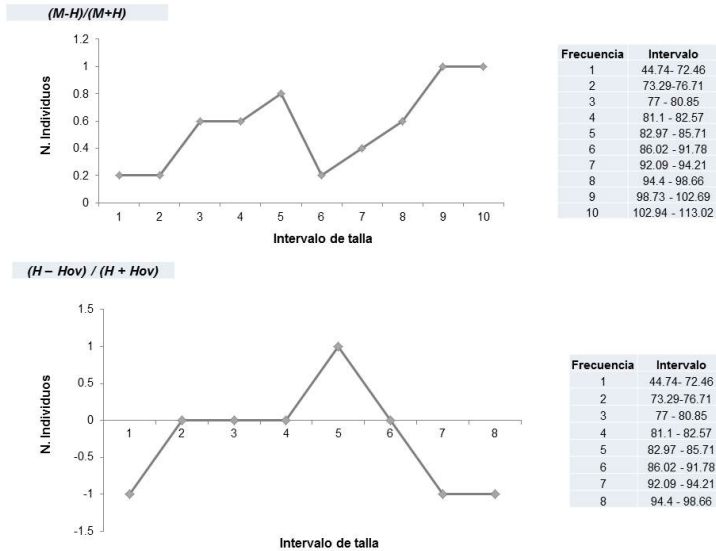 (M-H)/(M+H)
1.2
1
0.8
0.6
0.4
0.2
0
N. Individuos
1 2 3 4 5 6 7 8 9 10
Intervalo de talla
Frecuencia Intervalo
1 44.74- 72.46
2 73.29-76.71
3 77 - 80.85
4 81.1 - 82.57
5 82.97 - 85.71
6 86.02 - 91.78
7 92.09 - 94.21
8 94.4 - 98.66
9 98.73 - 102.69
10 102.94 - 113.02
(H – Hov) / (H + Hov)
1.5
1
0.5
0
-0.5
-1
-1.5
N. Individuos
1 2 3 4 5 6 7 8
Intervalo de talla
Frecuencia Intervalo
1 44.74- 72.46
2 73.29-76.71
3 77 - 80.85
4 81.1 - 82.57
5 82.97 - 85.71
6 86.02 - 91.78
7 92.09 - 94.21
8 94.4 - 98.66